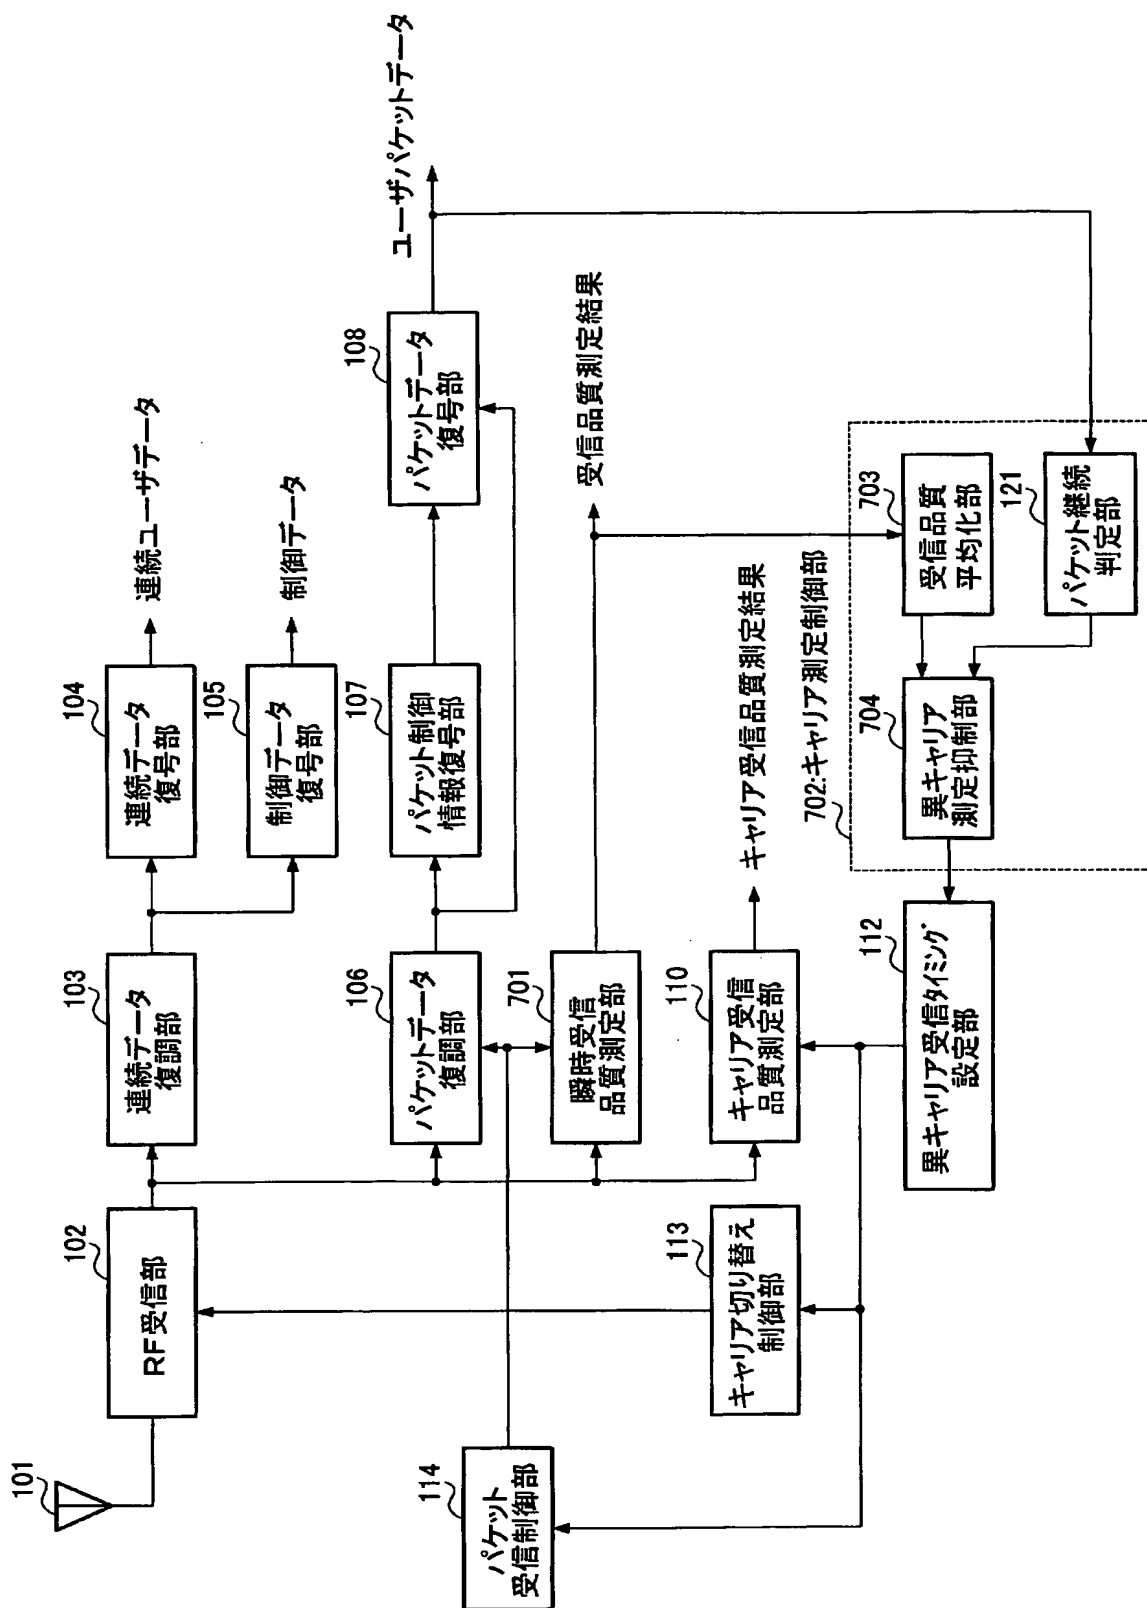 101
102
RF受信部
103
連続データ
復調部
104
連続データ
復号部
連続ユーザデータ
105
制御データ
復号部
制御データ
106
パケットデータ
復調部
107
パケット制御
情報復号部
108
パケットデータ
復号部
ユーザパケットデータ
114
パケット
受信制御部
701
瞬時受信
品質測定部
受信品質測定結果
113
キャリア切り替え
制御部
110
キャリア受信
品質測定部
キャリア受信品質測定結果
702:キャリア測定制御部
112
異キャリア受信タイミング
設定部
704
異キャリア
測定抑制部
703
受信品質
平均化部
121
パケット継続
判定部